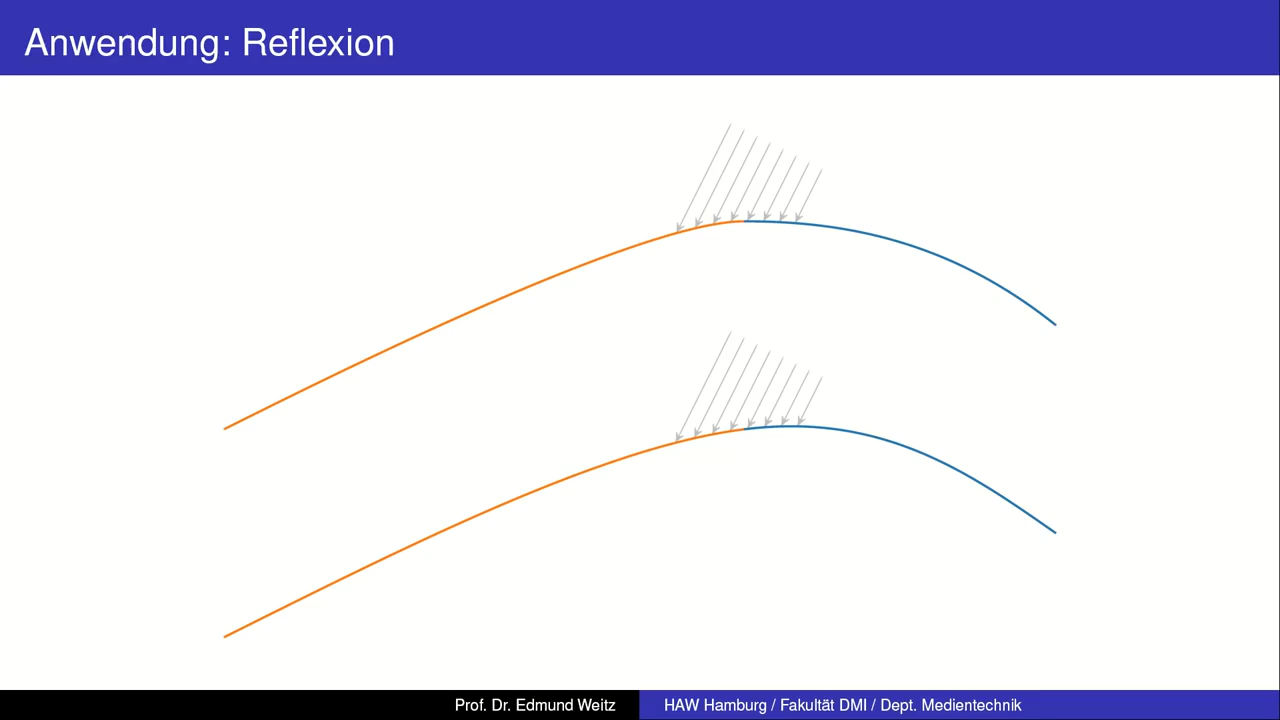 Anwendung: Reflexion
Prof. Dr. Edmund Weitz
HAW Hamburg / Fakultät DMI / Dept. Medientechnik